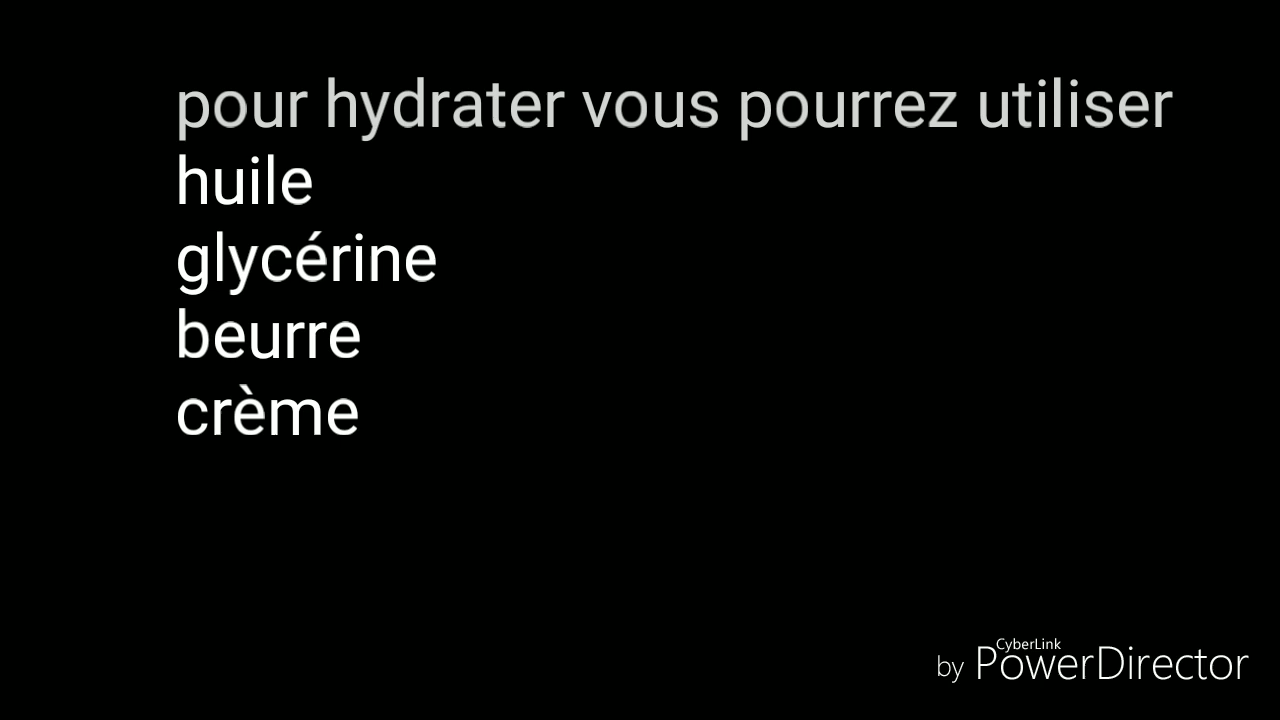 pour hydrater vous pourrez utiliser
huile
glycérine
beurre
crème
CyberLink
by PowerDirector